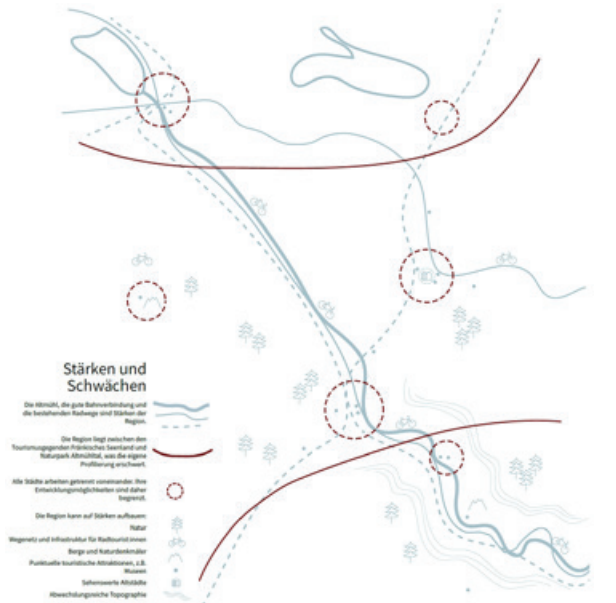 Stärken und
Schwächen
Die Altmühl, die gute Bahnverbindung und
die bestehenden Radwege sind Stärken der
Region.
Die Region liegt zwischen den
Tourismusgegenden Fränkisches Seenland und
Naturpark Altmühltal, was die eigene
Profilierung erschwert.
Alle Städte arbeiten getrennt voneinander. Ihre
Entwicklungsmöglichkeiten sind daher
begrenzt.
Die Region kann auf Stärken aufbauen:
Natur
Wegenetz und Infrastruktur für Radtourist:innen
Berge und Naturdenkmäler
Punktuelle touristische Attraktionen, z.B.
Museen
Sehenswerte Altstädte
Abwechslungsreiche Topographie